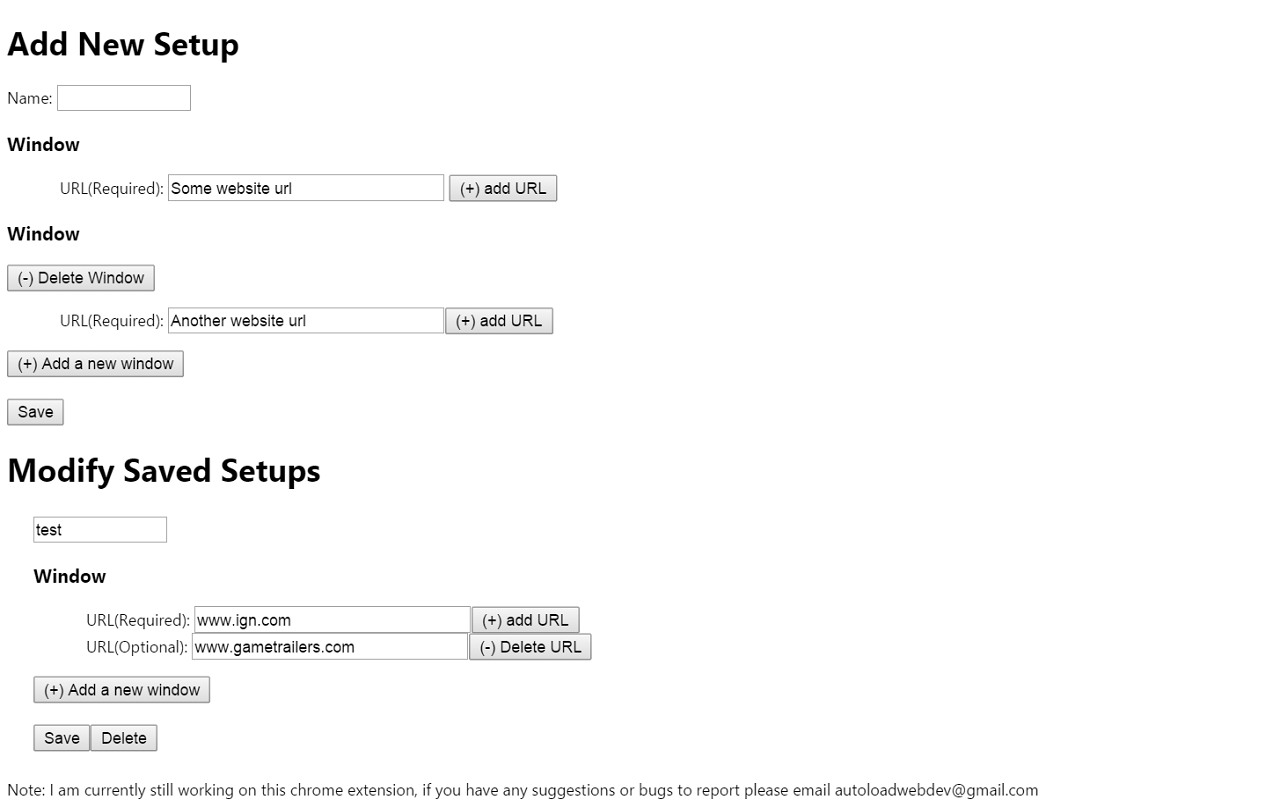 Add New Setup
Name:
Window
URL(Required): Some website url (+) add URL
Window
(-) Delete Window
URL(Required): Another website url (+) add URL
(+) Add a new window
Save
Modify Saved Setups
test
Window
URL(Required): www.ign.com (+) add URL
URL(Optional): www.gametrailers.com (-) Delete URL
(+) Add a new window
Save Delete
Note: I am currently still working on this chrome extension, if you have any suggestions or bugs to report please email autoloadwebdev@gmail.com